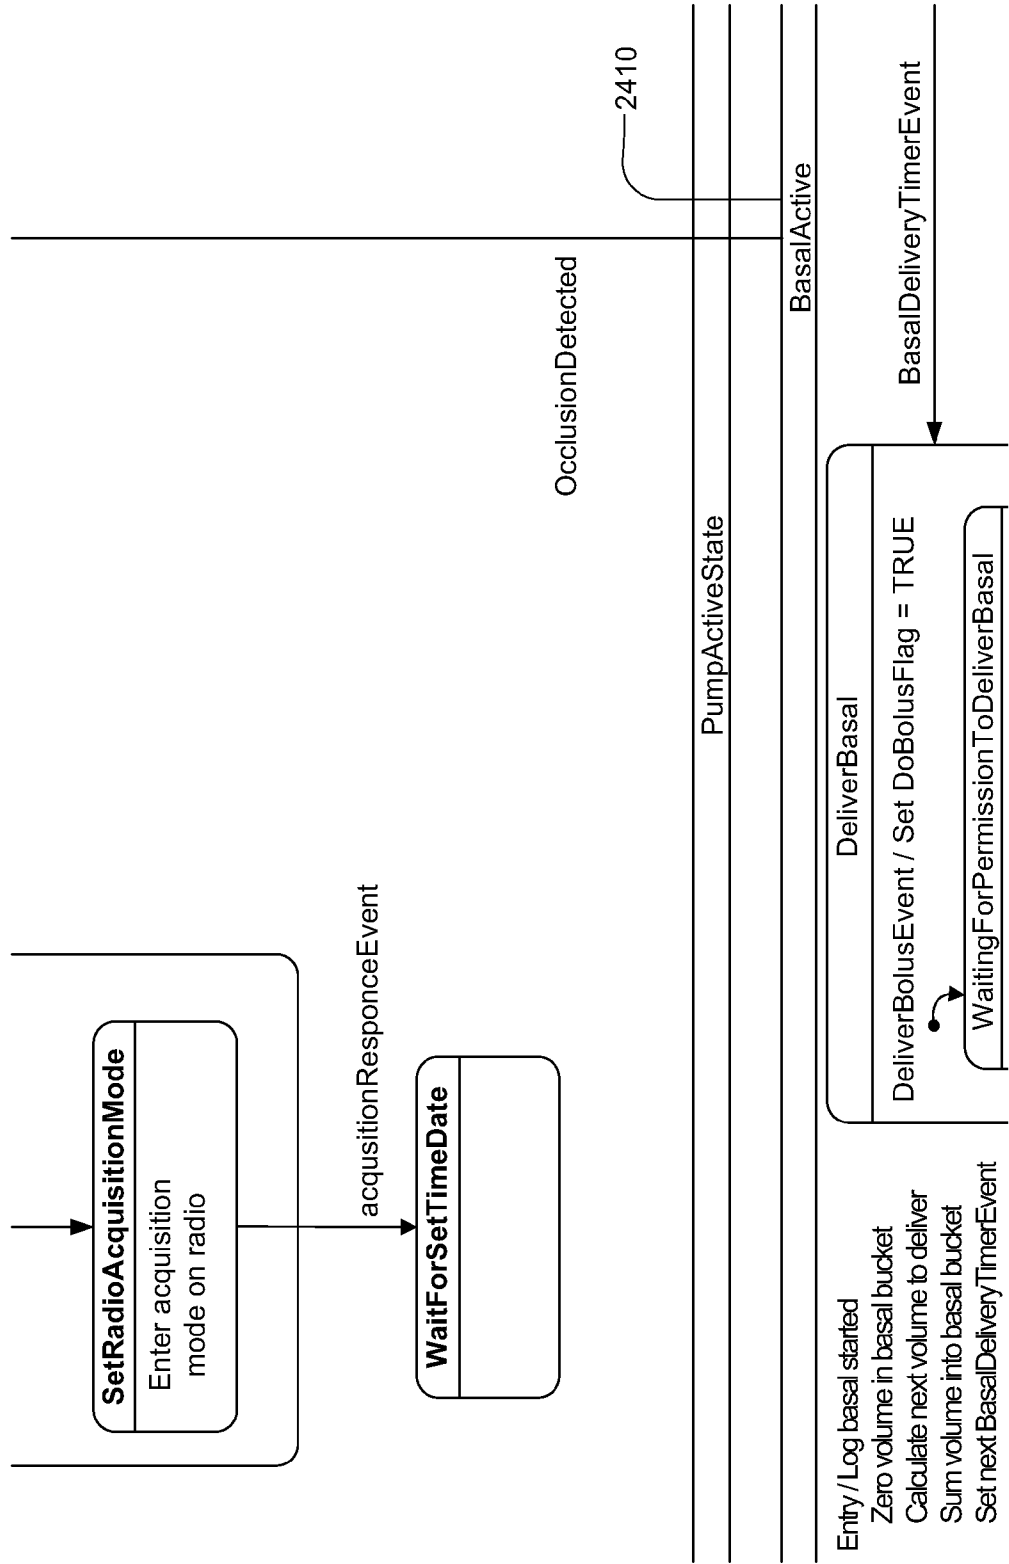 SetRadioAcquisitionMode
Enter acquisition
mode on radio
acqusitionResponceEvent
WaitForSetTimeDate
OcclusionDetected
2410
PumpActiveState
BasalActive
DeliverBasal
DeliverBolusEvent / Set DoBolusFlag = TRUE
WaitingForPermissionToDeliverBasal
BasalDeliveryTimerEvent
Entry / Log basal started
Zero volume in basal bucket
Calculate next volume to deliver
Sum volume into basal bucket
Set next BasalDeliveryTimerEvent